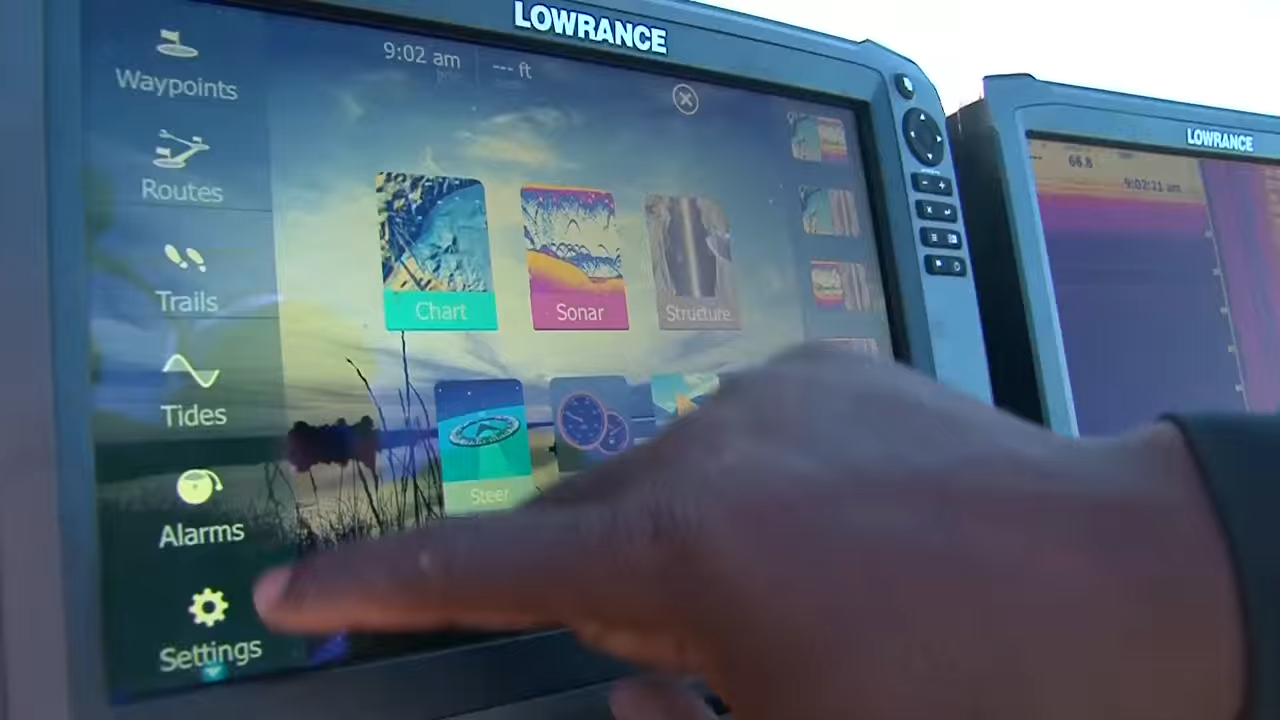 LOWRANCE
9:02 am
--- ft
Waypoints
Routes
Trails
Tides
Alarms
Settings
Chart
Sonar
Structure
Steer
LOWRANCE
66.8
9:02:21 am